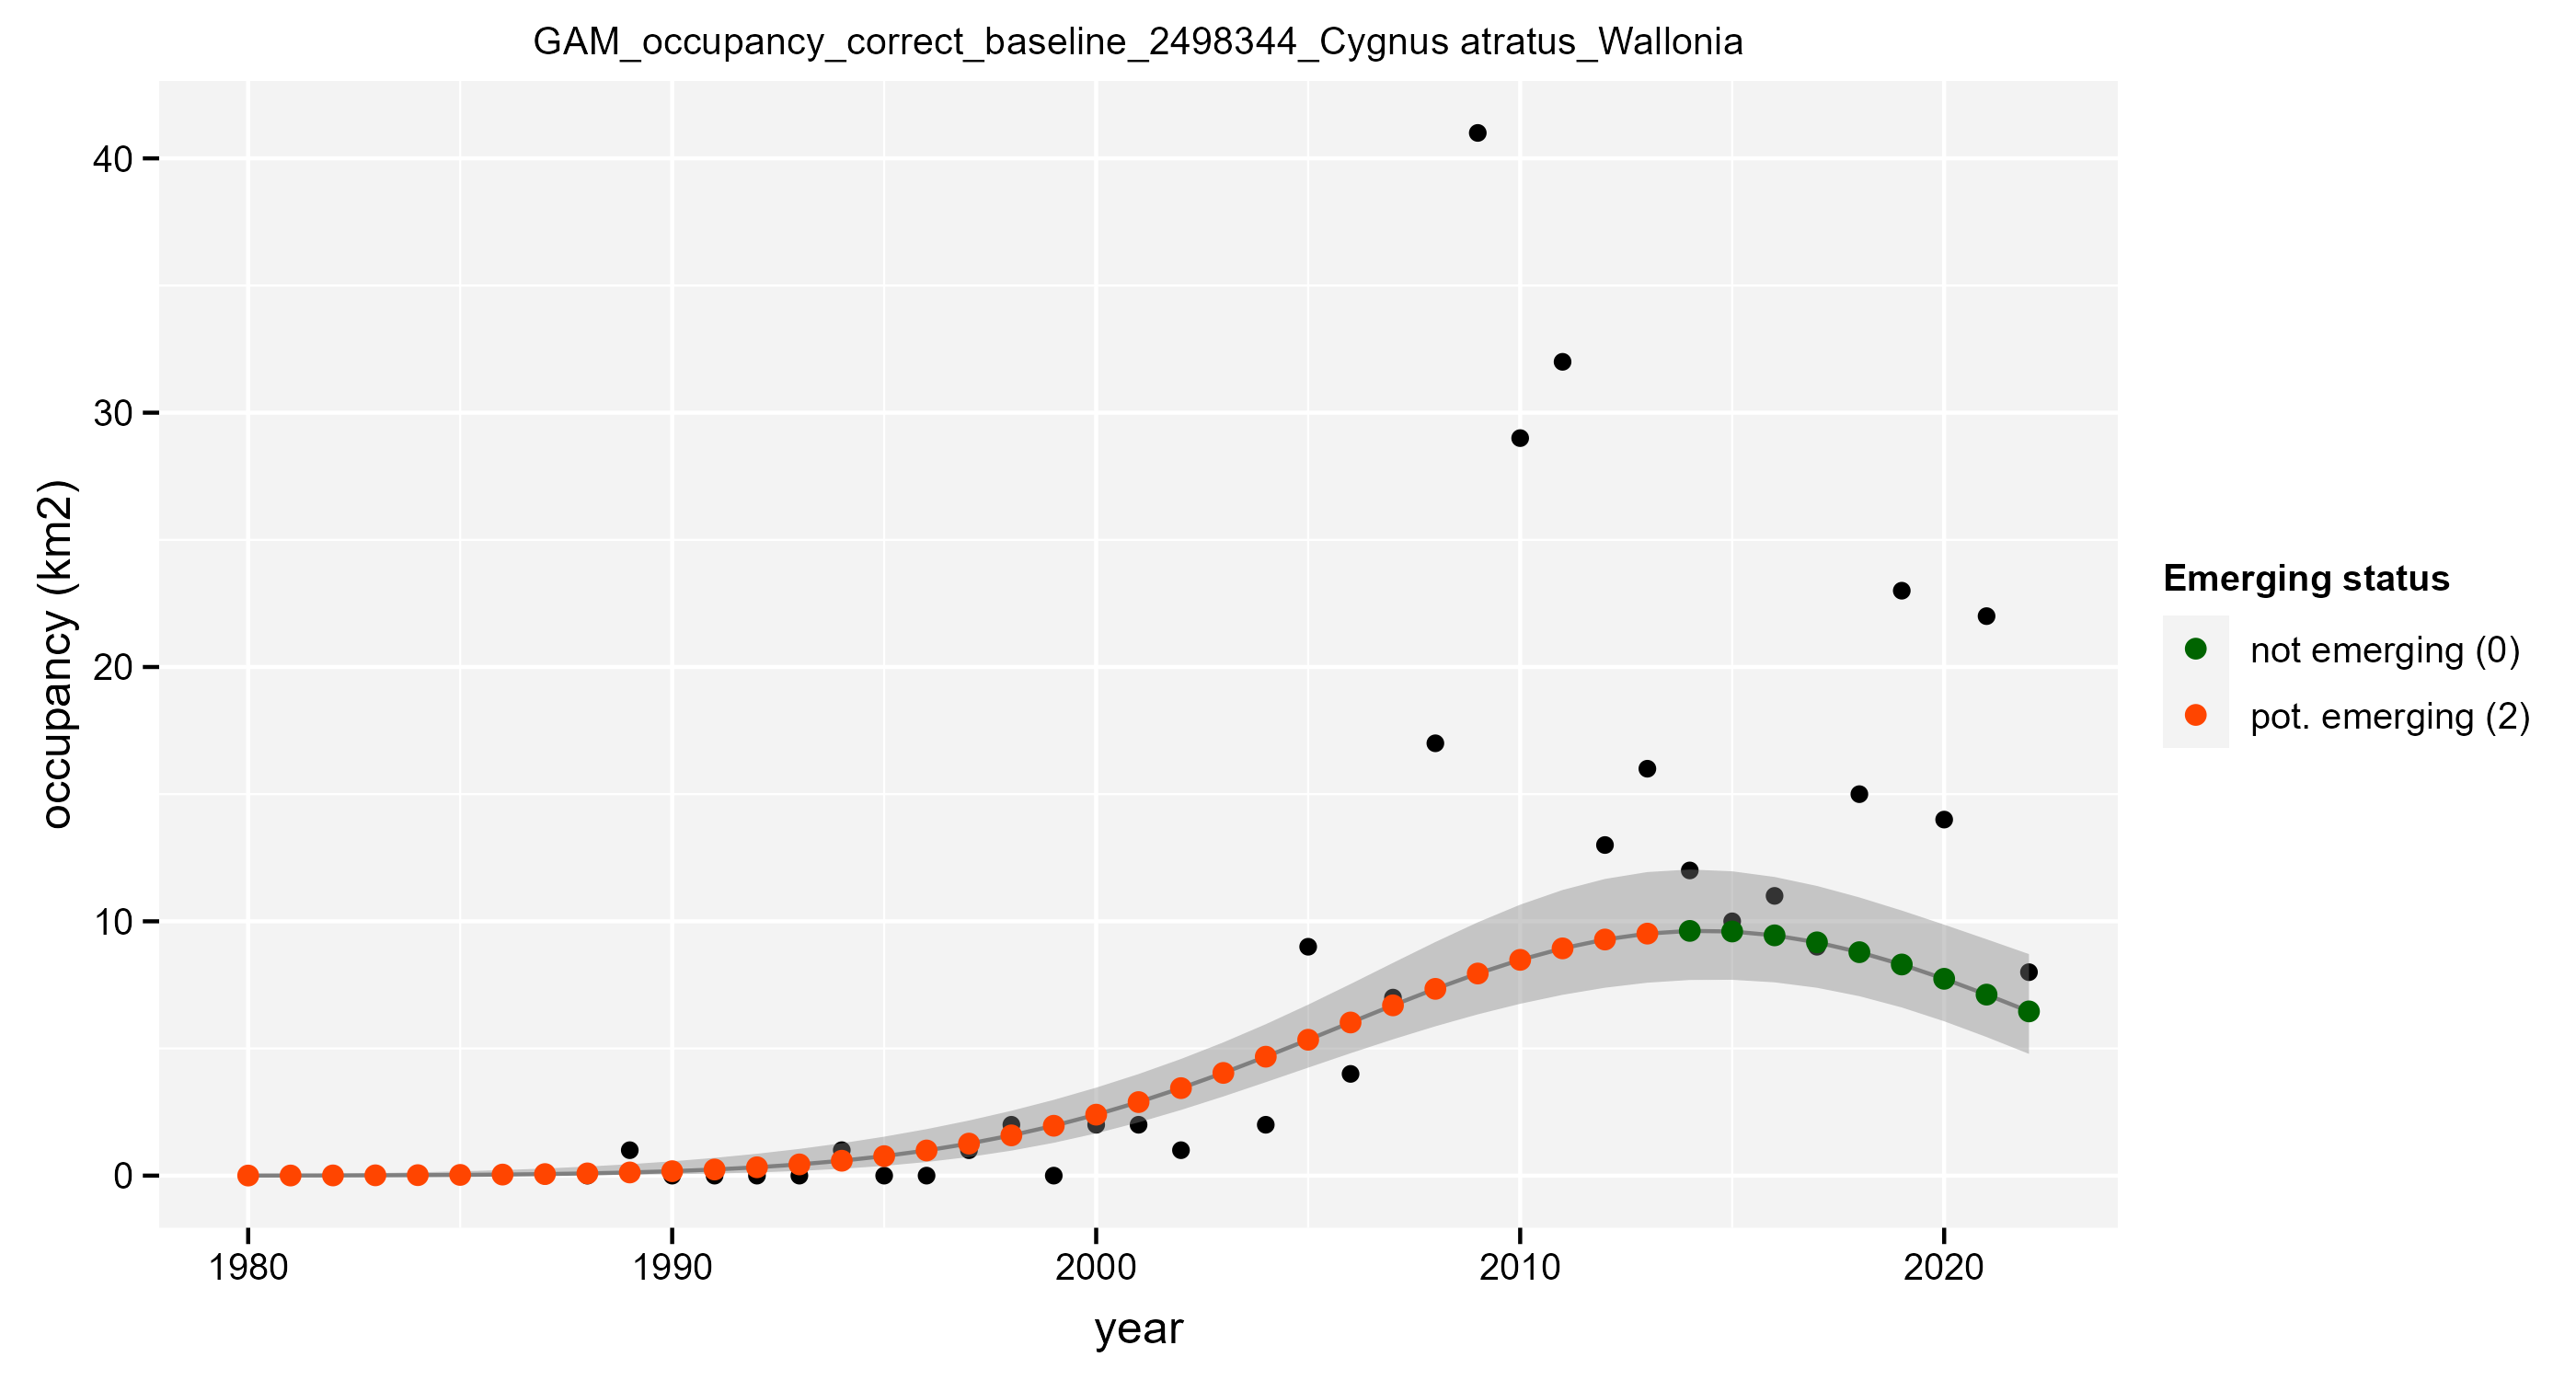 GAM_occupancy_correct_baseline_2498344_Cygnus atratus_Wallonia
occupancy (km2)
40
30
20
10
0
1980
1990
2000
2010
2020
year
Emerging status
not emerging (0)
pot. emerging (2)